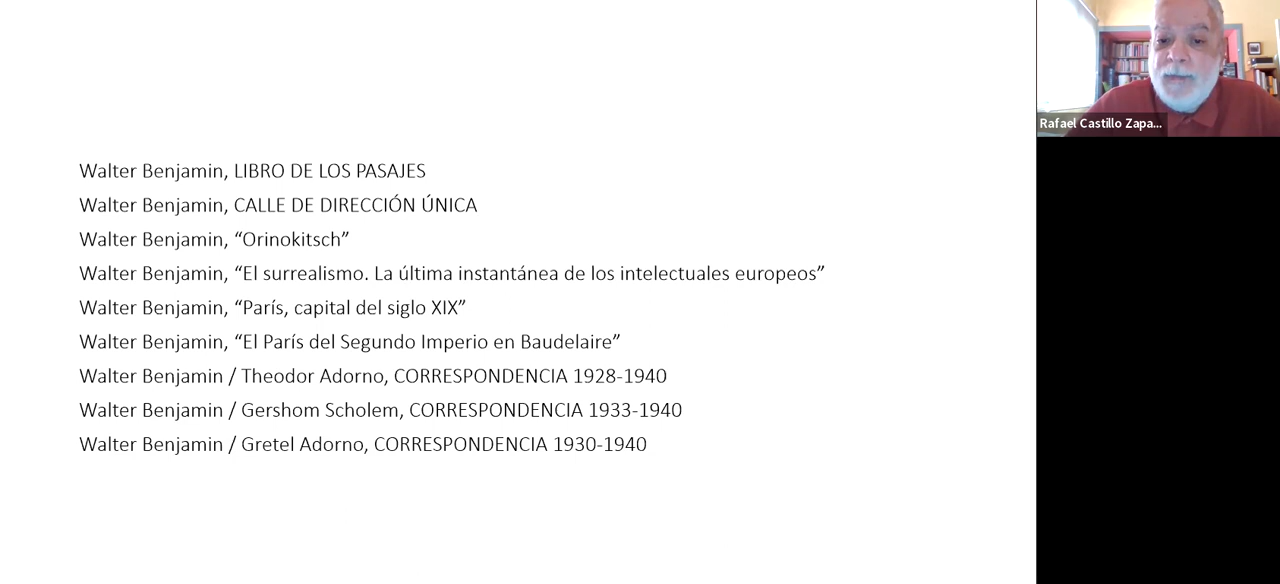 Walter Benjamin, LIBRO DE LOS PASAJES
Walter Benjamin, CALLE DE DIRECCIÓN ÚNICA
Walter Benjamin, “Orinokitsch”
Walter Benjamin, “El surrealismo. La última instantánea de los intelectuales europeos”
Walter Benjamin, “París, capital del siglo XIX”
Walter Benjamin, “El París del Segundo Imperio en Baudelaire”
Walter Benjamin / Theodor Adorno, CORRESPONDENCIA 1928-1940
Walter Benjamin / Gershom Scholem, CORRESPONDENCIA 1933-1940
Walter Benjamin / Gretel Adorno, CORRESPONDENCIA 1930-1940
Rafael Castillo Zapa...